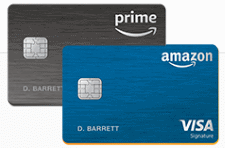 prime
D. BARRETT
amazon
D. BARRETT
VISA
Signature